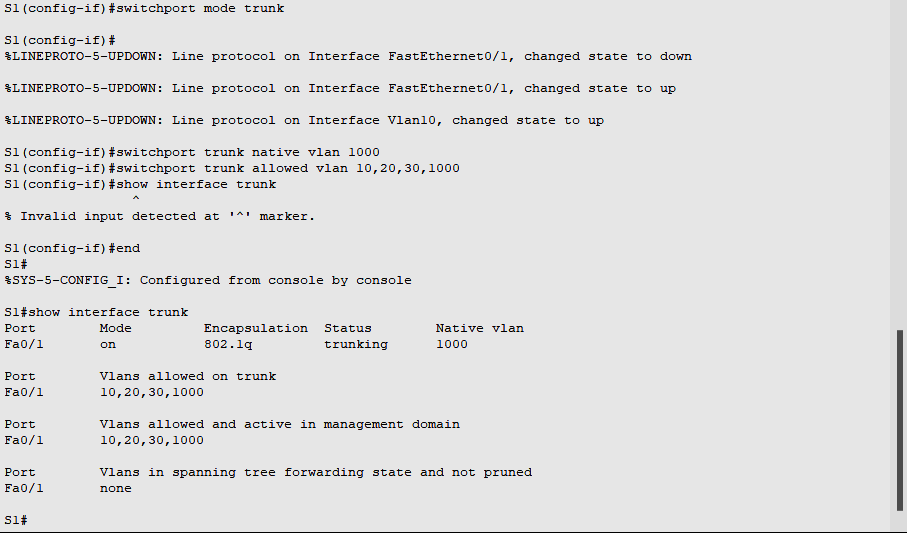 S1(config-if)#switchport mode trunk
S1(config-if)#
%LINEPROTO-5-UPDOWN: Line protocol on Interface FastEthernet0/1, changed state to down
%LINEPROTO-5-UPDOWN: Line protocol on Interface FastEthernet0/1, changed state to up
%LINEPROTO-5-UPDOWN: Line protocol on Interface Vlan10, changed state to up
S1(config-if)#switchport trunk native vlan 1000
S1(config-if)#switchport trunk allowed vlan 10,20,30,1000
S1(config-if)#show interface trunk
^
% Invalid input detected at '^' marker.
S1(config-if)#end
S1#
%SYS-5-CONFIG_I: Configured from console by console
S1#show interface trunk
Port        Mode         Encapsulation  Status        Native vlan
Fa0/1       on           802.1q         trunking      1000
Port        Vlans allowed on trunk
Fa0/1       10,20,30,1000
Port        Vlans allowed and active in management domain
Fa0/1       10,20,30,1000
Port        Vlans in spanning tree forwarding state and not pruned
Fa0/1       none
S1#